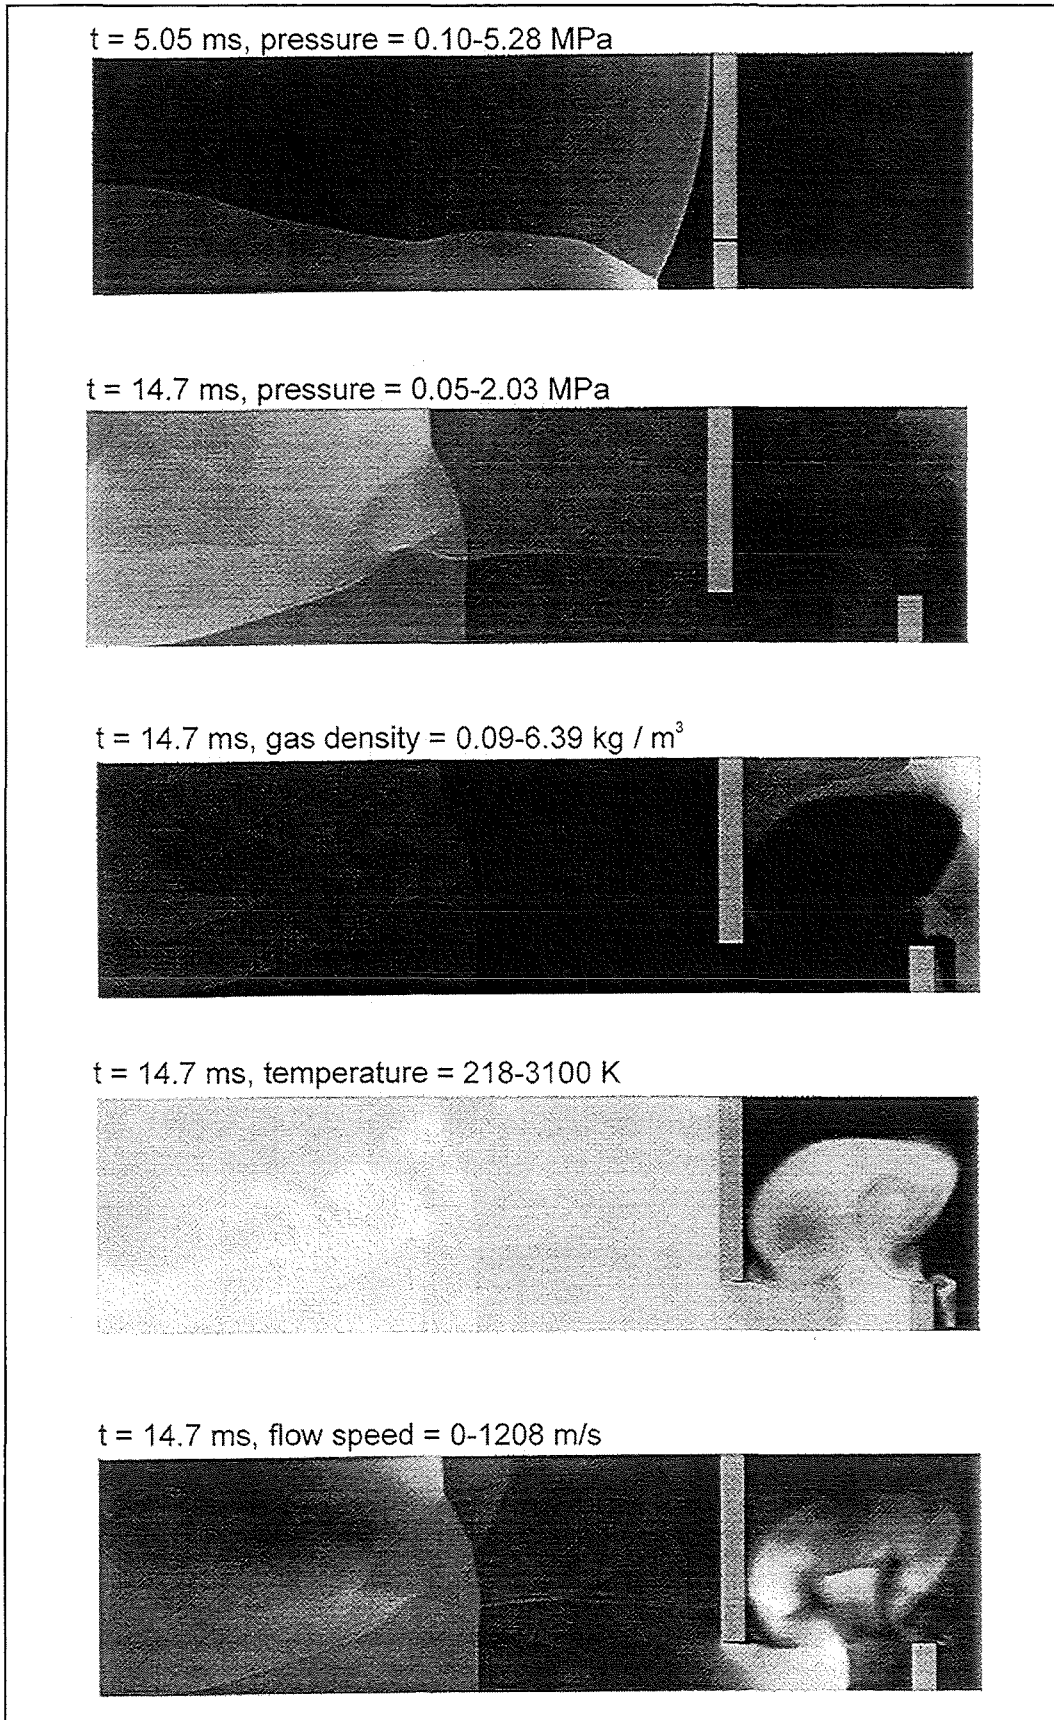 t = 5.05 ms, pressure = 0.10-5.28 MPa
t = 14.7 ms, pressure = 0.05-2.03 MPa
t = 14.7 ms, gas density = 0.09-6.39 kg / m³
t = 14.7 ms, temperature = 218-3100 K
t = 14.7 ms, flow speed = 0-1208 m/s